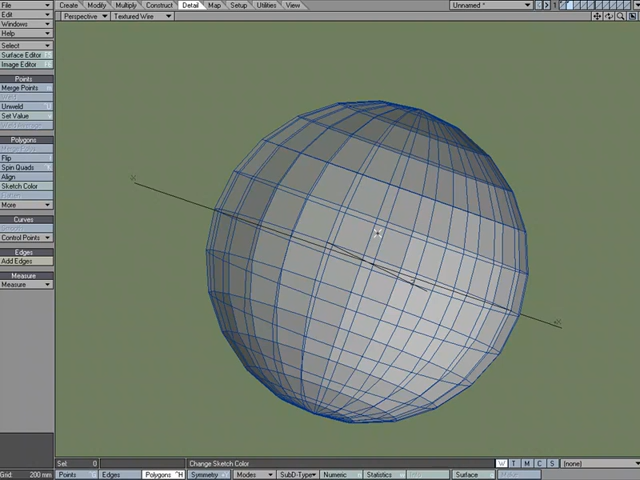 File Create Modify Multiply Construct Detail Map Setup Utilities View Unnamed * 1
Edit Perspective Textured Wire
Windows
Help
Select
Surface Editor
Image Editor
Points
Merge Points
Unweld
Set Value
Polygons
Flip
Spin Quads
Align
Sketch Color
More
Curves
Control Points
Edges
Add Edges
Measure
Measure
X
X
Sel: 0 Change Sketch Color W T M C S (none)
Grid: 200 mm Points Edges Polygons ^H Symmetry Modes SubD-Type Numeric Statistics Surface